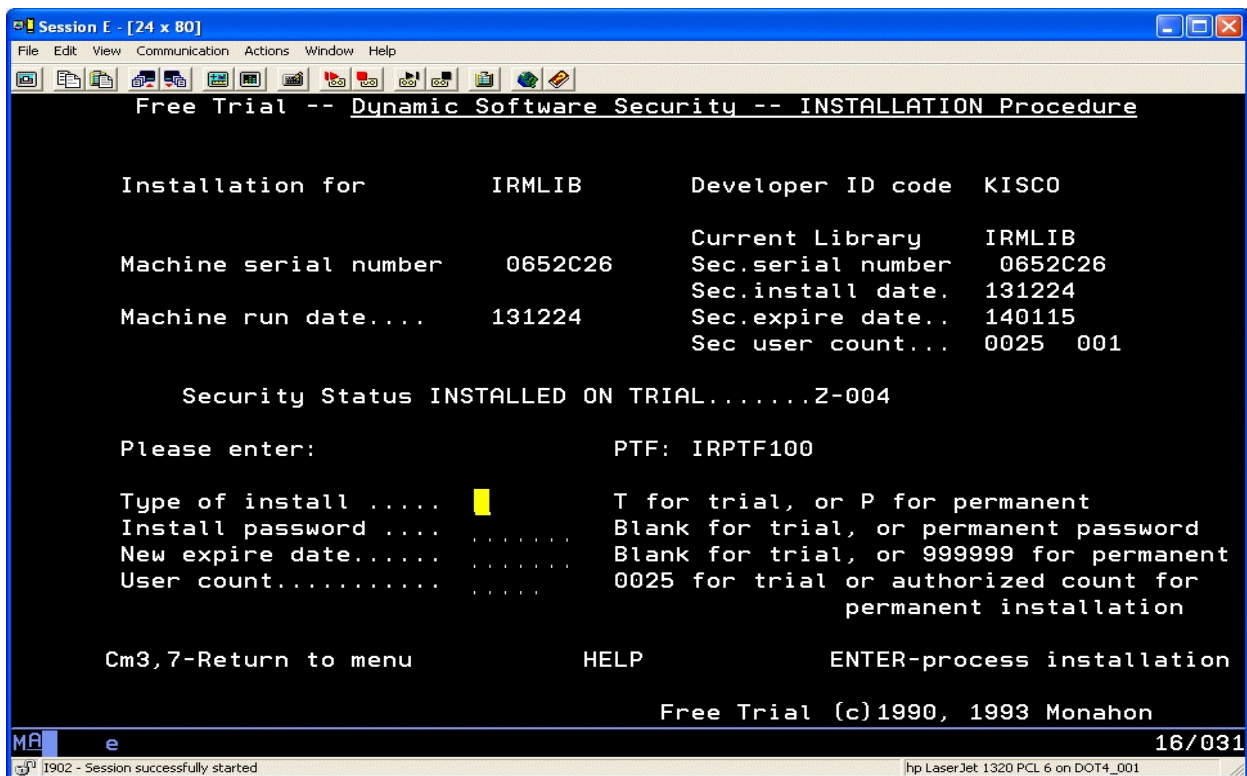 Session E - [24 x 80]
File Edit View Communication Actions Window Help
Free Trial -- Dynamic Software Security -- INSTALLATION Procedure
Installation for IRMLIB Developer ID code KISCO
Current Library IRMLIB
Machine serial number 0652C26 Sec.serial number 0652C26
Sec.install date. 131224
Machine run date.... 131224 Sec.expire date.. 140115
Sec user count... 0025 001
Security Status INSTALLED ON TRIAL.......Z-004
Please enter: PTF: IRPTF100
Type of install ..... T for trial, or P for permanent
Install password .... Blank for trial, or permanent password
New expire date...... Blank for trial, or 999999 for permanent
User count........... 0025 for trial or authorized count for
permanent installation
Cm3,7-Return to menu HELP ENTER-process installation
Free Trial (c)1990, 1993 Monahon
MA e 16/031
I902 - Session successfully started hp LaserJet 1320 PCL 6 on DOT4_001